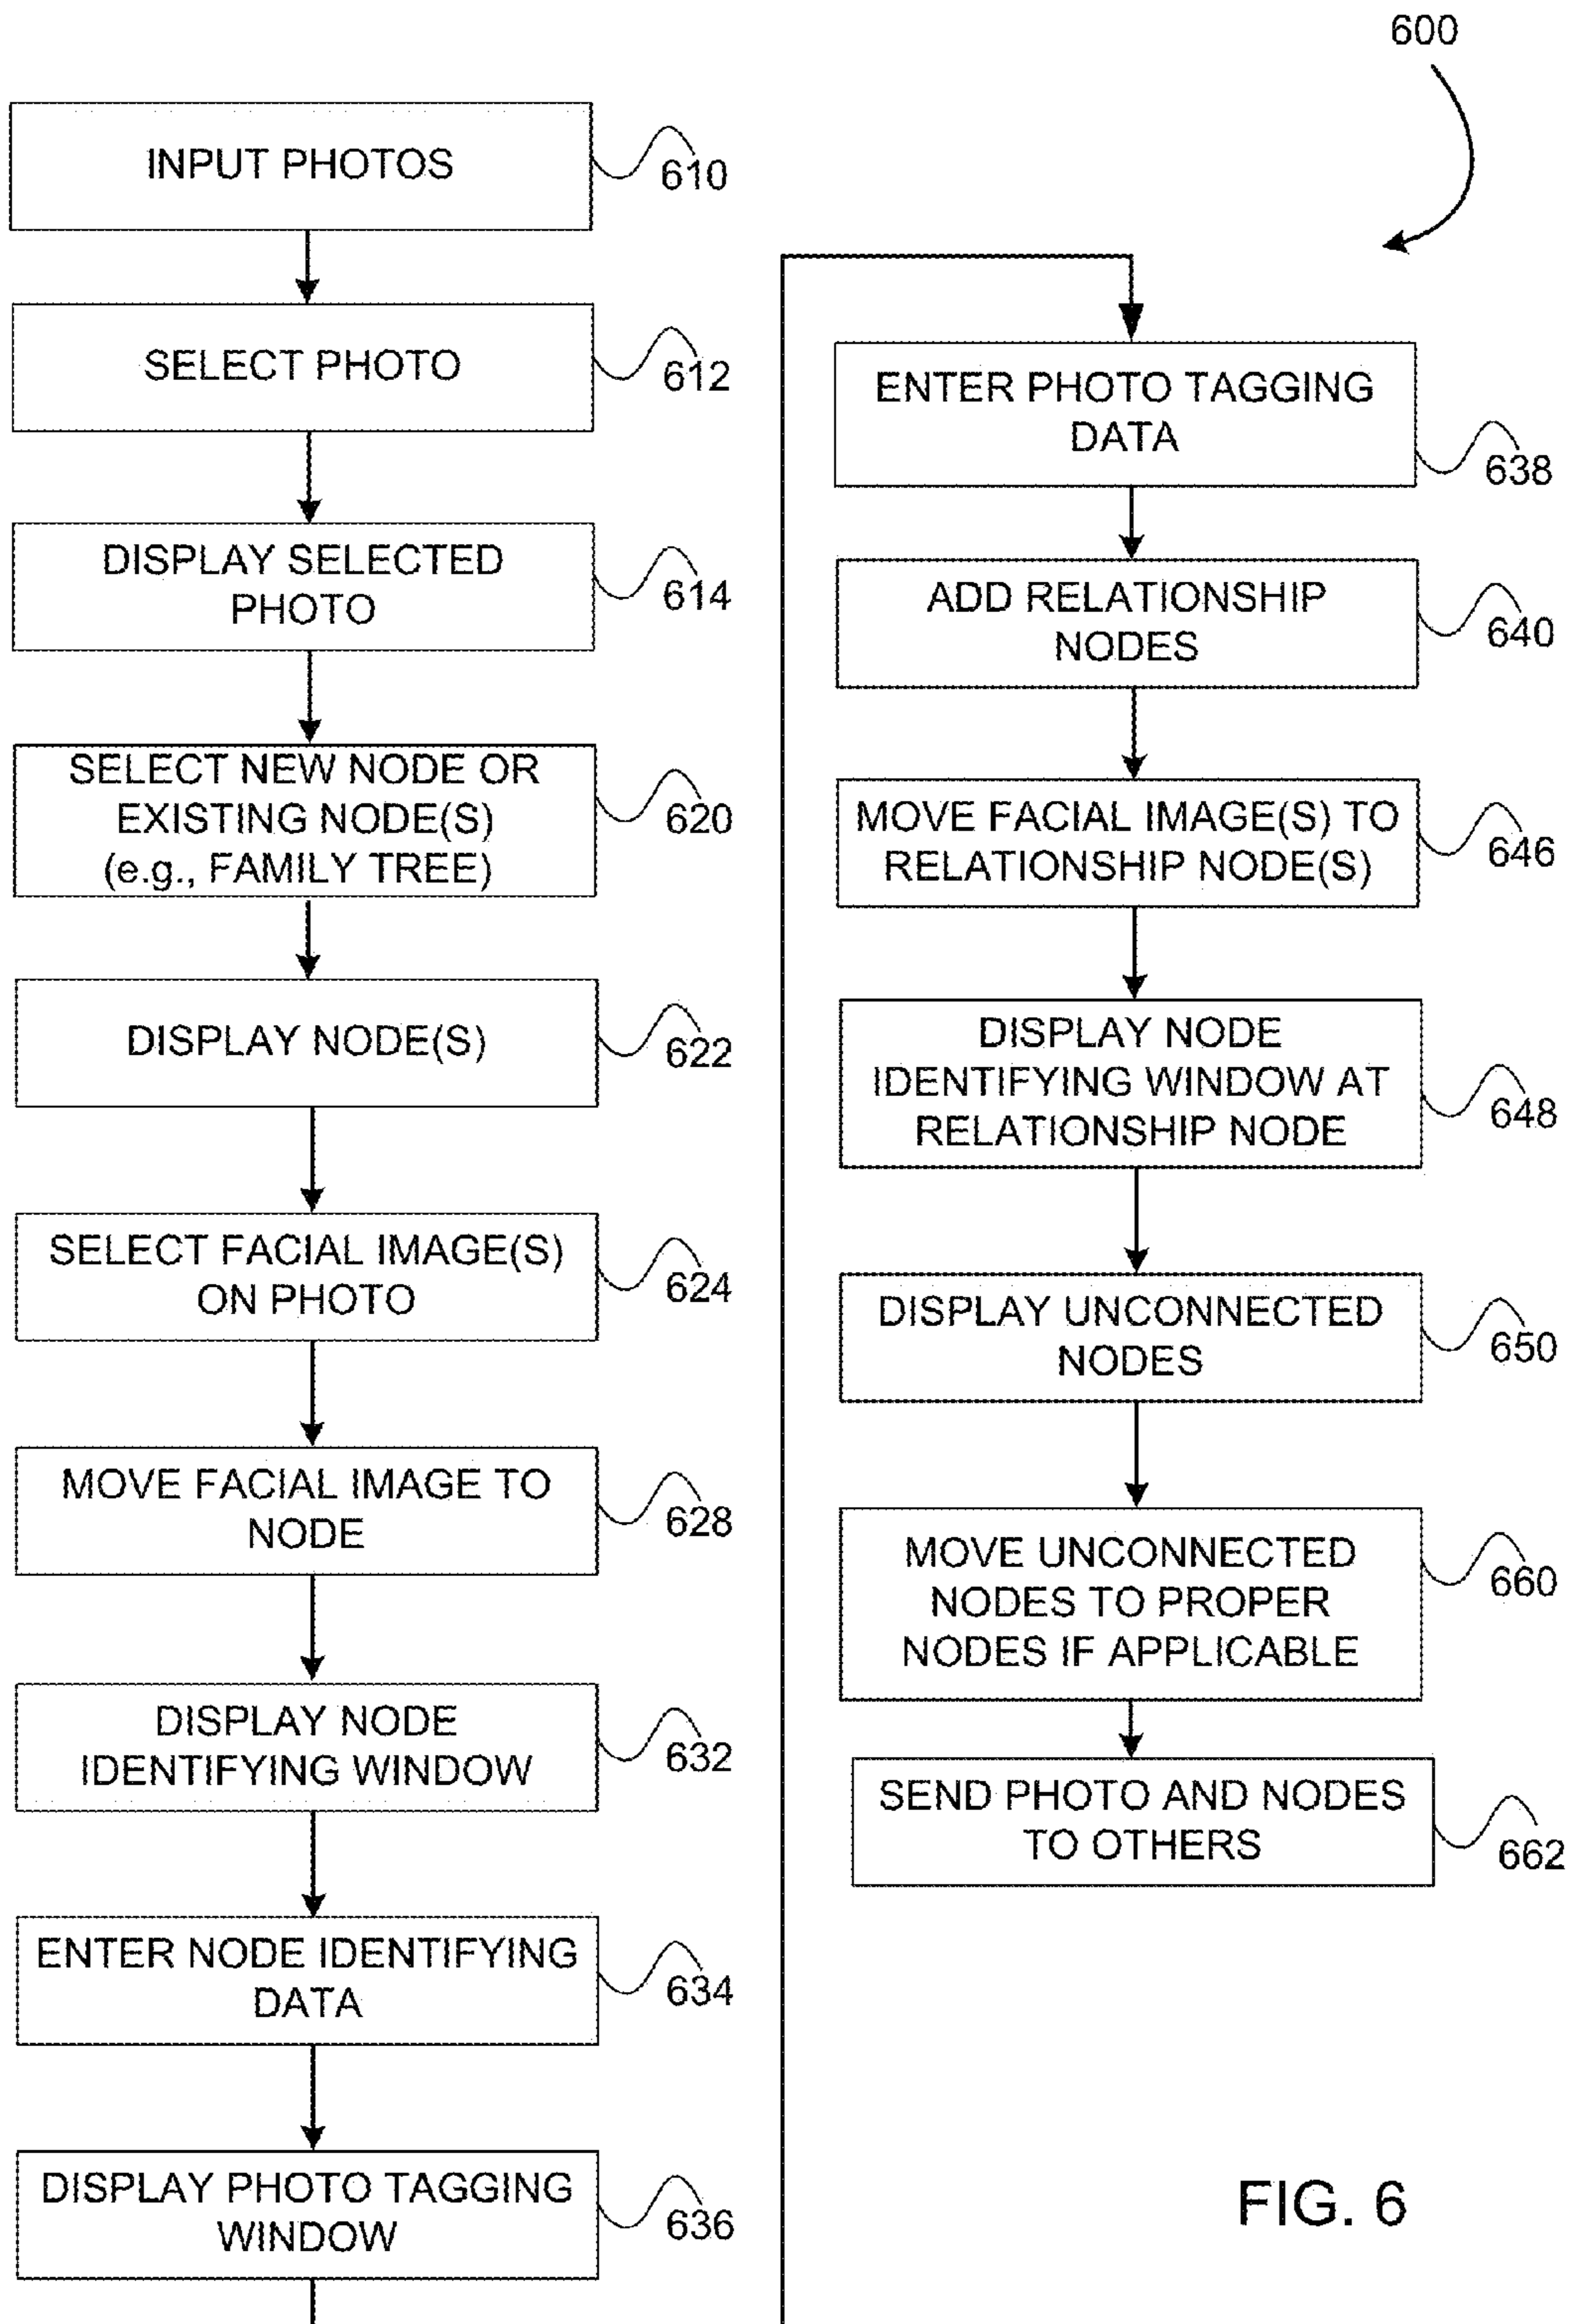 600
INPUT PHOTOS
610
SELECT PHOTO
612
DISPLAY SELECTED
PHOTO
614
SELECT NEW NODE OR
EXISTING NODE(S)
(e.g., FAMILY TREE)
620
DISPLAY NODE(S)
622
SELECT FACIAL IMAGE(S)
ON PHOTO
624
MOVE FACIAL IMAGE TO
NODE
628
DISPLAY NODE
IDENTIFYING WINDOW
632
ENTER NODE IDENTIFYING
DATA
634
DISPLAY PHOTO TAGGING
WINDOW
636
ENTER PHOTO TAGGING
DATA
638
ADD RELATIONSHIP
NODES
640
MOVE FACIAL IMAGE(S) TO
RELATIONSHIP NODE(S)
646
DISPLAY NODE
IDENTIFYING WINDOW AT
RELATIONSHIP NODE
648
DISPLAY UNCONNECTED
NODES
650
MOVE UNCONNECTED
NODES TO PROPER
NODES IF APPLICABLE
660
SEND PHOTO AND NODES
TO OTHERS
662
FIG. 6